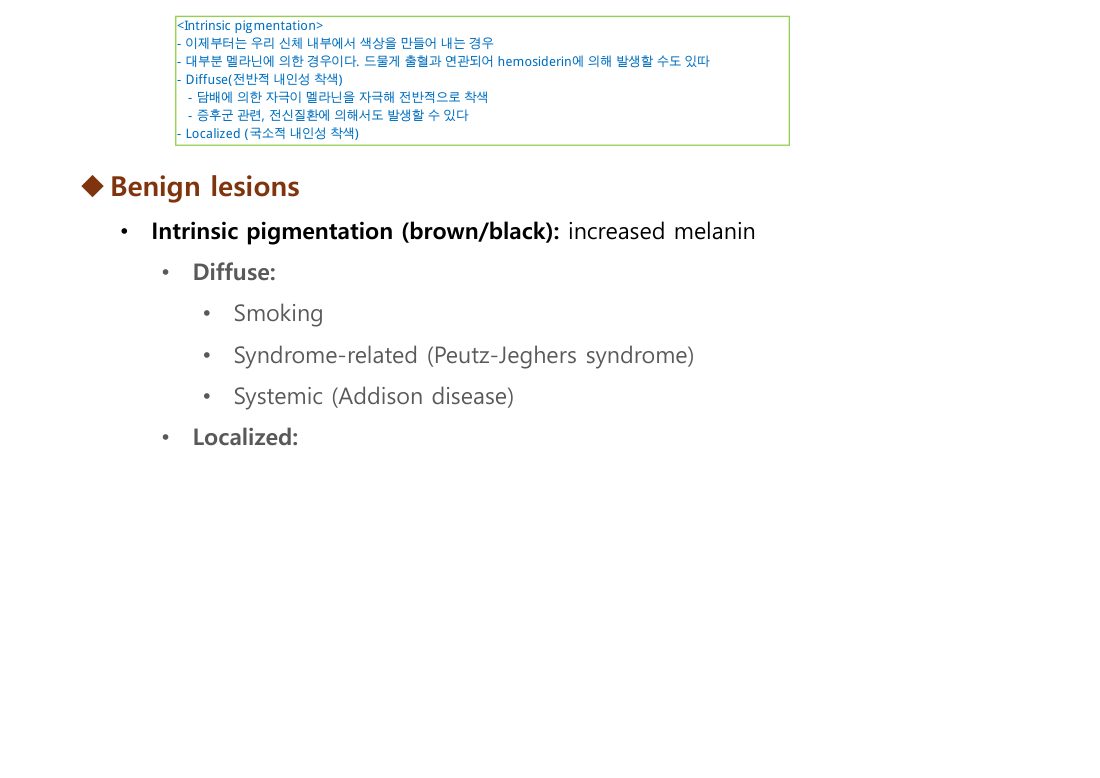 <Intrinsic pigmentation>
- 이제부터는 우리 신체 내부에서 색상을 만들어 내는 경우
- 대부분 멜라닌에 의한 경우이다. 드물게 출혈과 연관되어 hemosiderin에 의해 발생할 수도 있따
- Diffuse(전반적 내인성 착색)
- 담배에 의한 자극이 멜라닌을 자극해 전반적으로 착색
- 증후군 관련, 전신질환에 의해서도 발생할 수 있다
- Localized (국소적 내인성 착색)
◆ Benign lesions
• Intrinsic pigmentation (brown/black): increased melanin
• Diffuse:
• Smoking
• Syndrome-related (Peutz-Jeghers syndrome)
• Systemic (Addison disease)
• Localized: